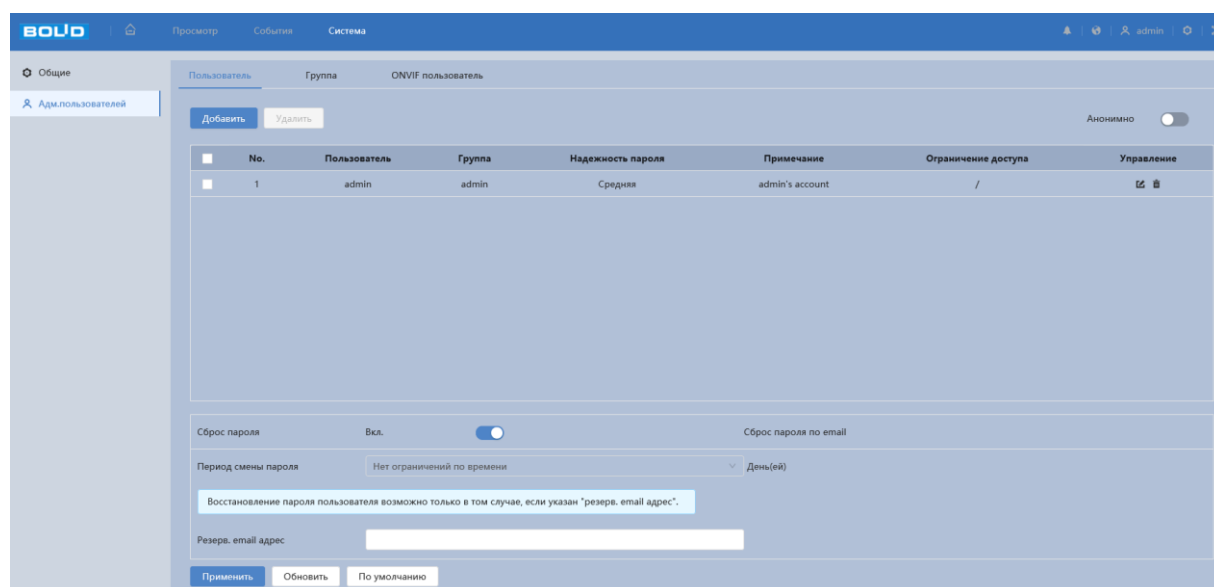 BOLID Просмотр События Система admin
Общие
Адм.пользователей
Пользователь Группа ONVIF пользователь
Добавить Удалить Анонимно
No. Пользователь Группа Надежность пароля Примечание Ограничение доступа Управление
1 admin admin Средняя admin's account /
Сброс пароля Вкл. Сброс пароля по email
Период смены пароля Нет ограничений по времени День(ей)
Восстановление пароля пользователя возможно только в том случае, если указан "резерв. email адрес".
Резерв. email адрес
Применить Обновить По умолчанию